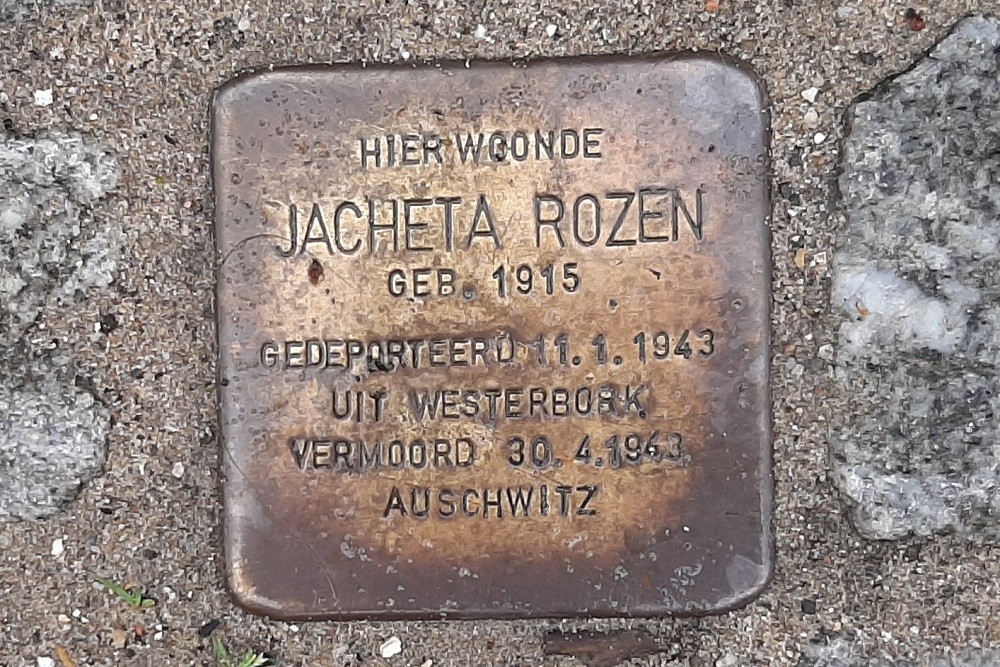 HIER WOONDE
JACHETA ROZEN
GEB. 1915
GEDEPORTEERD 11.1.1943
UIT WESTERBORK
VERMOORD 30.4.1943
AUSCHWITZ